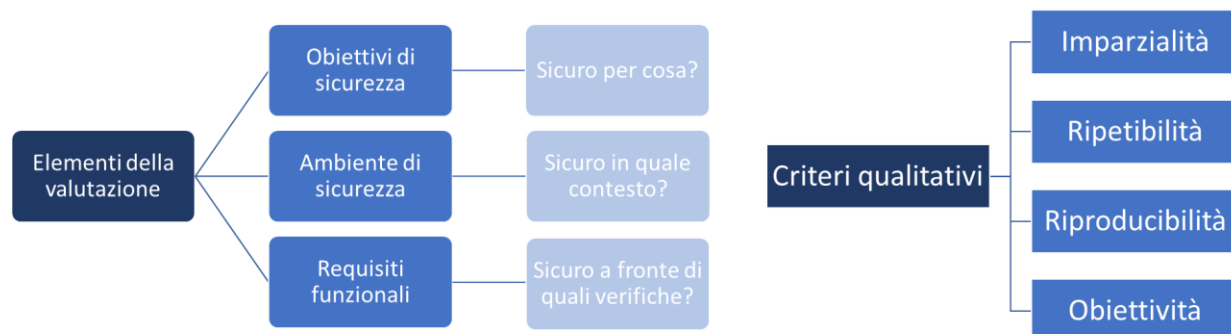 Elementi della
valutazione
Obiettivi di
sicurezza
Sicuro per cosa?
Ambiente di
sicurezza
Sicuro in quale
contesto?
Requisiti
funzionali
Sicuro a fronte di
quali verifiche?
Criteri qualitativi
Imparzialità
Ripetibilità
Riproducibilità
Obiettività